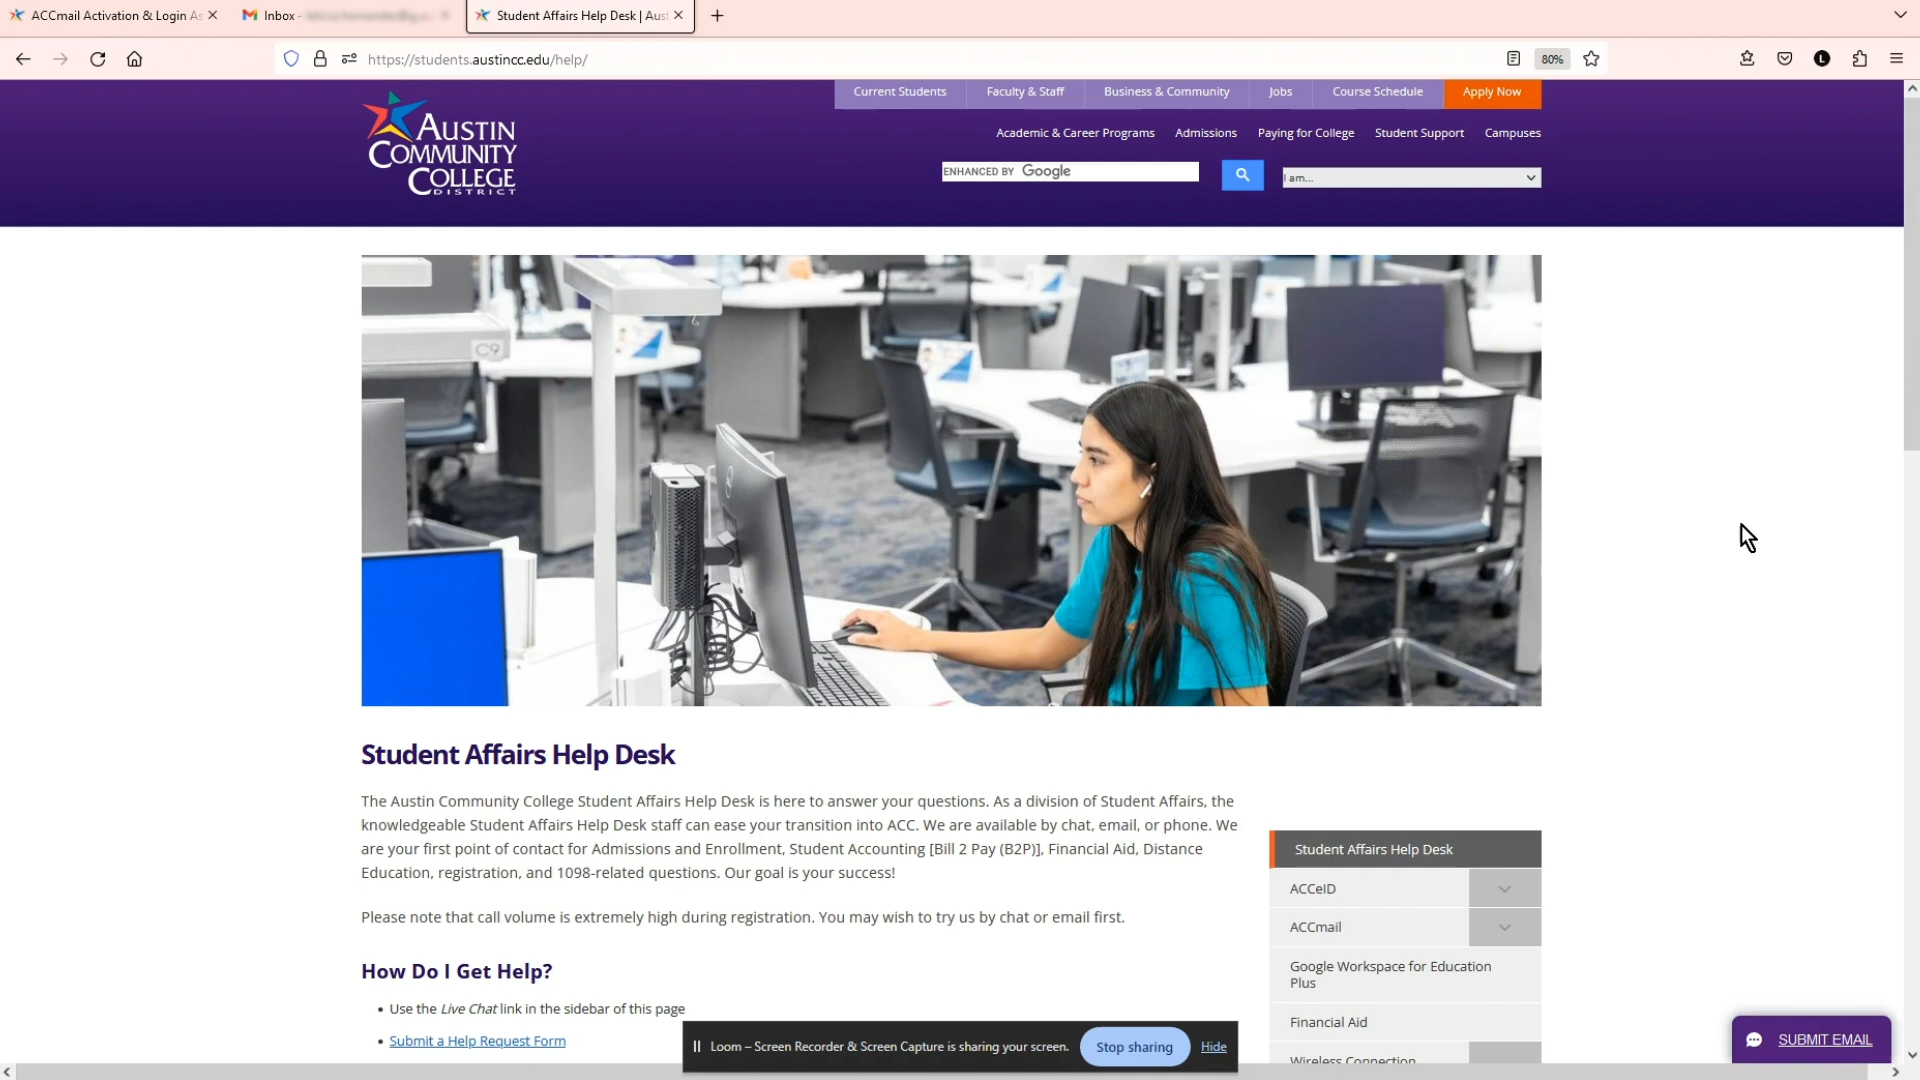 ACCmail Activation & Login As
Inbox -
Student Affairs Help Desk | Aust
https://students.austincc.edu/help/
80%
L
Current Students
Faculty & Staff
Business & Community
Jobs
Course Schedule
Apply Now
AUSTIN
COMMUNITY
COLLEGE
DISTRICT
Academic & Career Programs
Admissions
Paying for College
Student Support
Campuses
ENHANCED BY Google
I am...
C9
Student Affairs Help Desk
The Austin Community College Student Affairs Help Desk is here to answer your questions. As a division of Student Affairs, the
knowledgeable Student Affairs Help Desk staff can ease your transition into ACC. We are available by chat, email, or phone. We
are your first point of contact for Admissions and Enrollment, Student Accounting [Bill 2 Pay (B2P)], Financial Aid, Distance
Education, registration, and 1098-related questions. Our goal is your success!
Please note that call volume is extremely high during registration. You may wish to try us by chat or email first.
How Do I Get Help?
• Use the Live Chat link in the sidebar of this page
• Submit a Help Request Form
Student Affairs Help Desk
ACCeID
ACCmail
Google Workspace for Education
Plus
Financial Aid
Wireless Connection
SUBMIT EMAIL
Loom – Screen Recorder & Screen Capture is sharing your screen.
Stop sharing
Hide